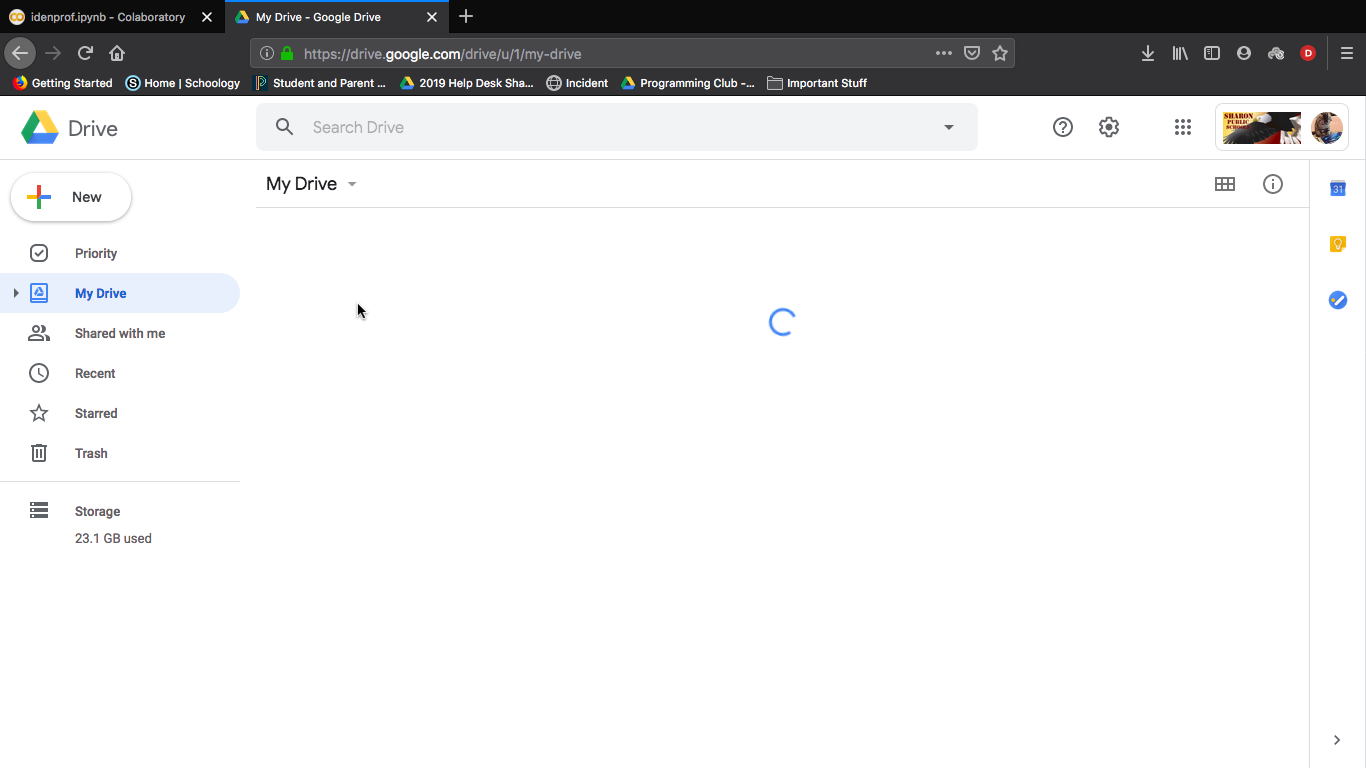 idenprof.ipynb - Colaboratory
My Drive - Google Drive
https://drive.google.com/drive/u/1/my-drive
D
Getting Started
Home | Schoology
Student and Parent ...
2019 Help Desk Sha...
Incident
Programming Club -...
Important Stuff
Drive
Search Drive
SHARON
PUBLIC
SCHOOLS
New
My Drive
31
Priority
My Drive
Shared with me
Recent
Starred
Trash
Storage
23.1 GB used